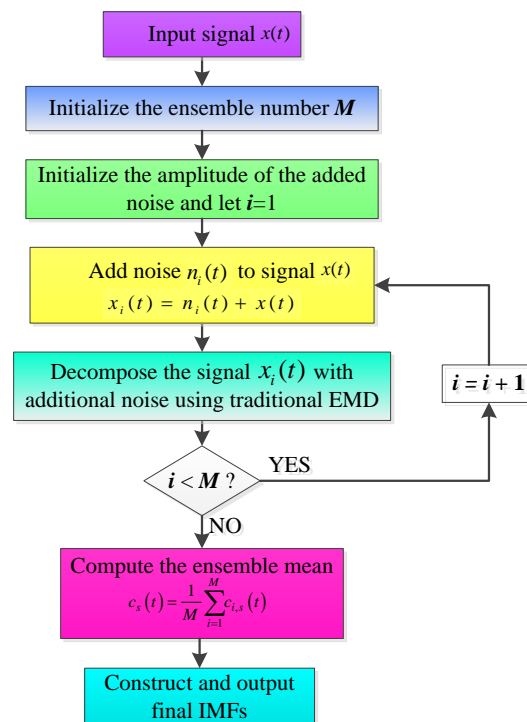 Input signal x(t)
Initialize the ensemble number M
Initialize the amplitude of the added
noise and let i=1
Add noise n_i(t) to signal x(t)
x_i(t) = n_i(t) + x(t)
Decompose the signal x_i(t) with
additional noise using traditional EMD
i = i + 1
i < M ?
YES
NO
Compute the ensemble mean
c_s(t) = \frac{1}{M} \sum_{i=1}^{M} c_{i,s}(t)
Construct and output
final IMFs